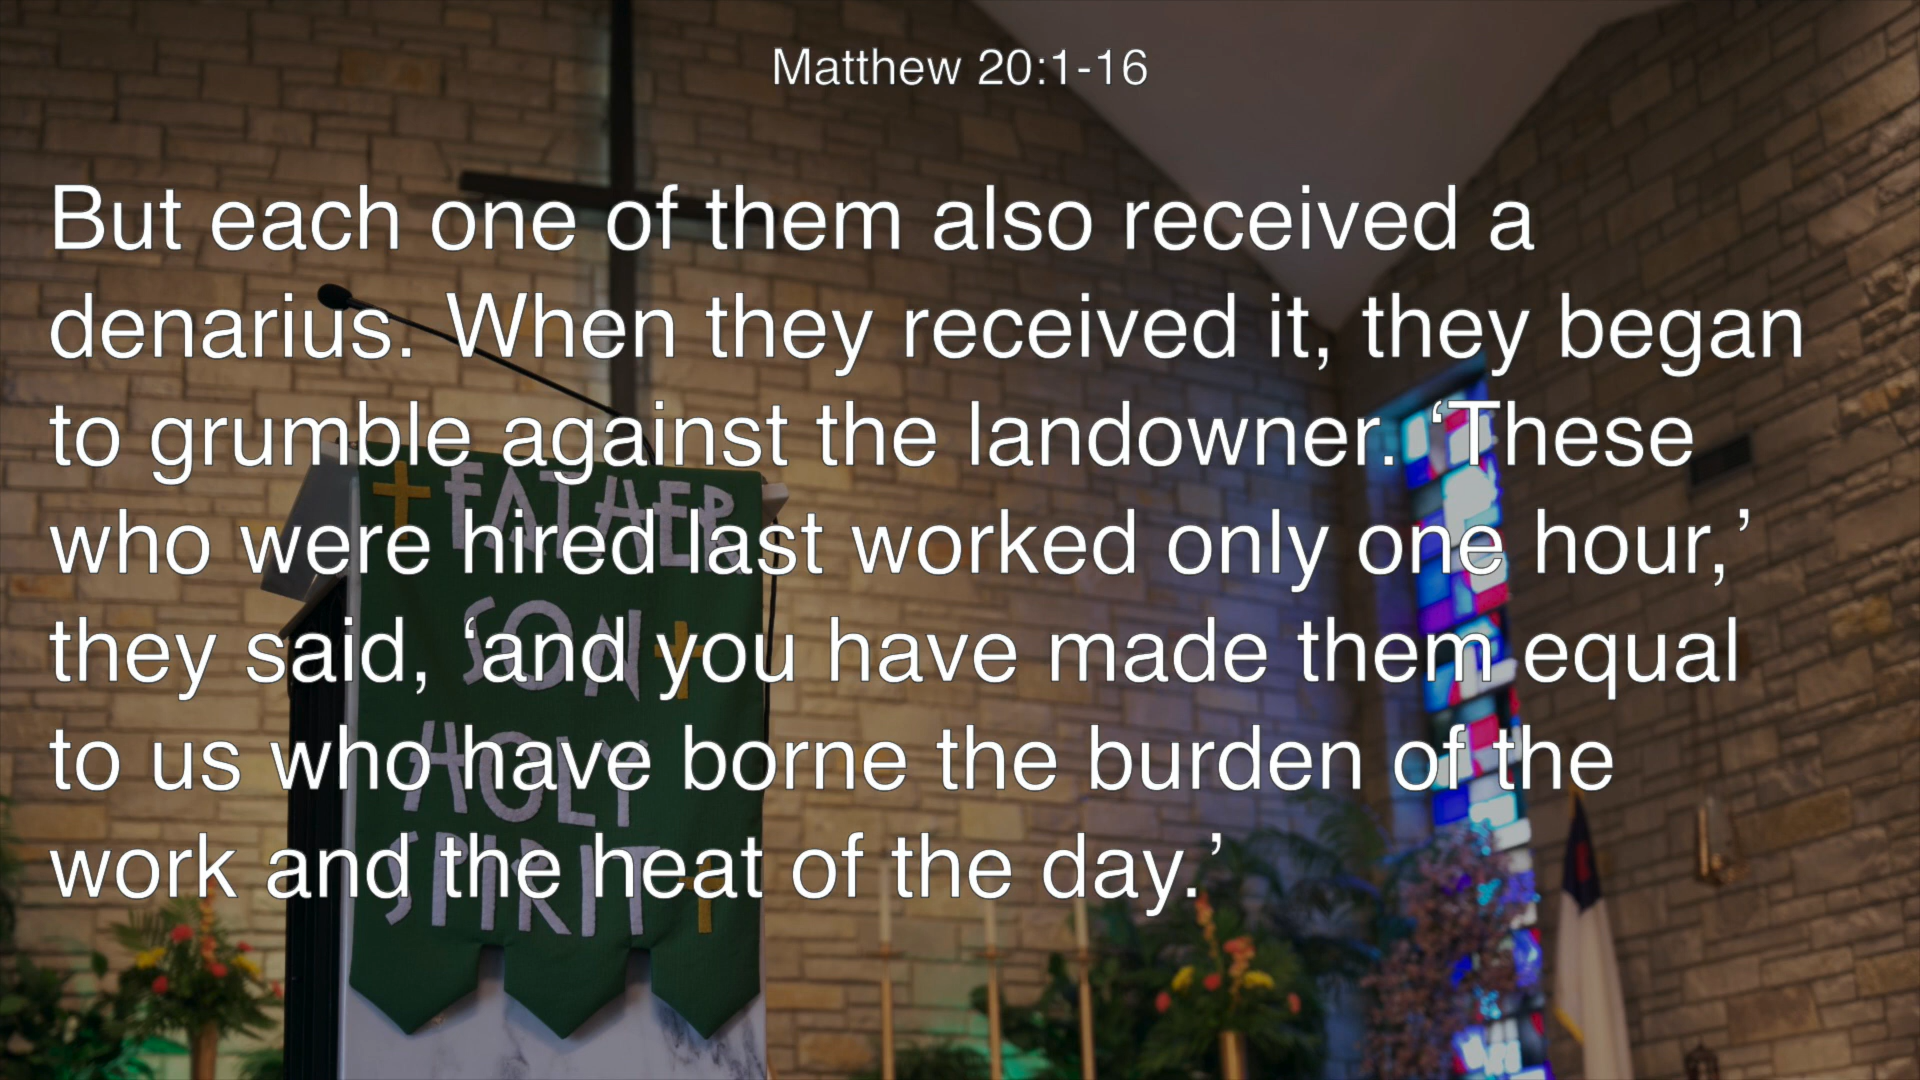 Matthew 20:1-16
But each one of them also received a
denarius. When they received it, they began
to grumble against the landowner. ‘These
who were hired last worked only one hour,’
they said, ‘and you have made them equal
to us who have borne the burden of the
work and the heat of the day.’
FATHER
SON
HOLY
SPIRIT